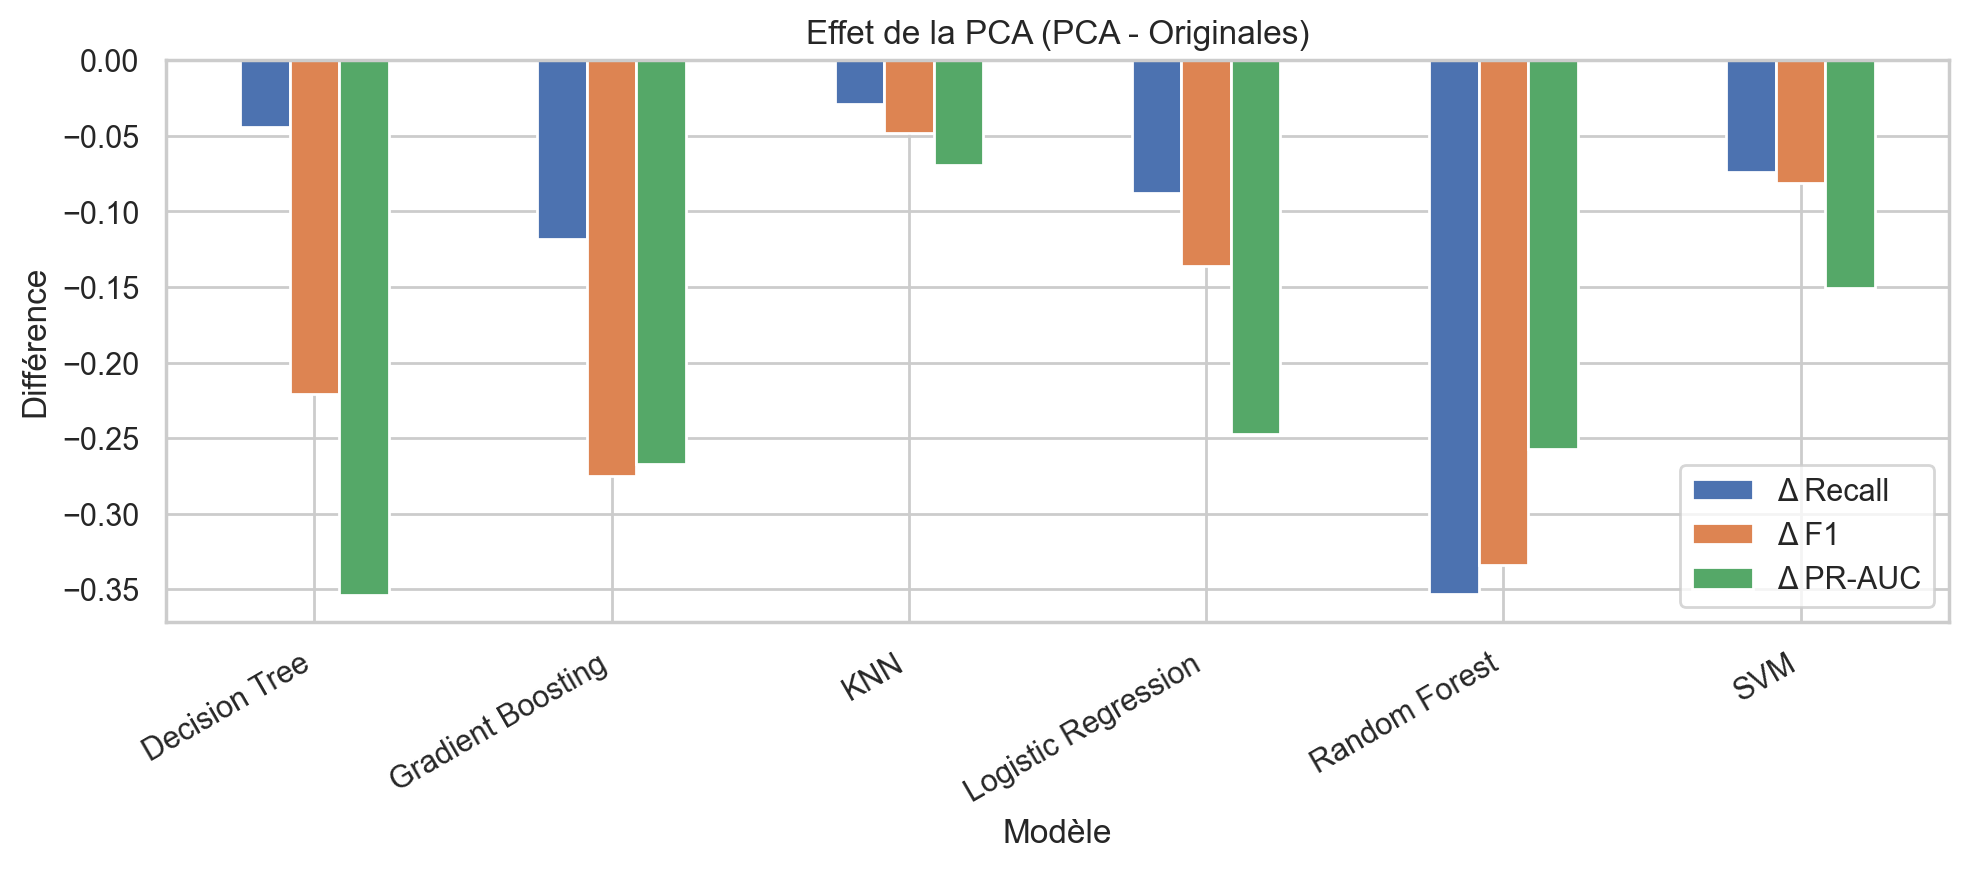 Effet de la PCA (PCA - Originales)
0.00
−0.05
−0.10
−0.15
−0.20
−0.25
−0.30
−0.35
Différence
Δ Recall
Δ F1
Δ PR-AUC
Decision Tree
Gradient Boosting
KNN
Logistic Regression
Random Forest
SVM
Modèle